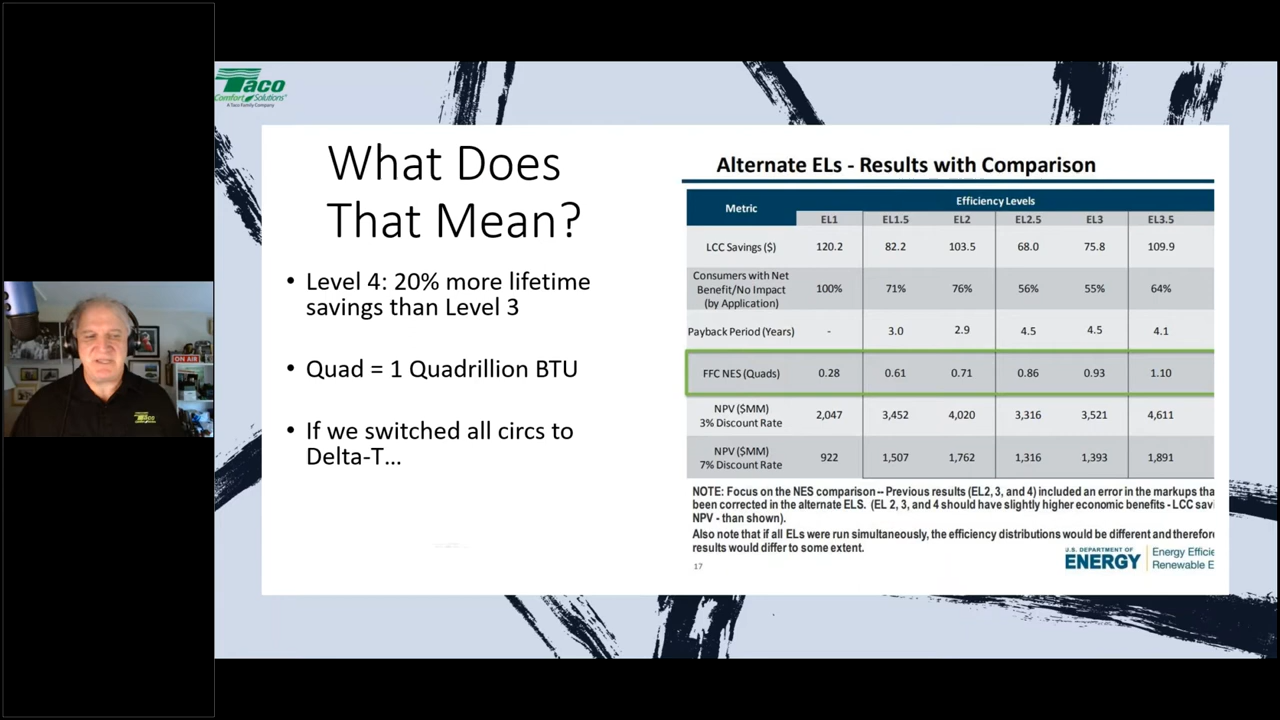 Taco
Comfort Solutions
A Taco Family Company
What Does
That Mean?
• Level 4: 20% more lifetime
savings than Level 3
• Quad = 1 Quadrillion BTU
• If we switched all circs to
Delta-T...
Alternate ELs - Results with Comparison
Metric
Efficiency Levels
EL1 EL1.5 EL2 EL2.5 EL3 EL3.5
LCC Savings ($) 120.2 82.2 103.5 68.0 75.8 109.9
Consumers with Net
Benefit/No Impact 100% 71% 76% 56% 55% 64%
(by Application)
Payback Period (Years) - 3.0 2.9 4.5 4.5 4.1
FFC NES (Quads) 0.28 0.61 0.71 0.86 0.93 1.10
NPV ($MM)
3% Discount Rate 2,047 3,452 4,020 3,316 3,521 4,611
NPV ($MM)
7% Discount Rate 922 1,507 1,762 1,316 1,393 1,891
NOTE: Focus on the NES comparison -- Previous results (EL2, 3, and 4) included an error in the markups tha
been corrected in the alternate ELS. (EL 2, 3, and 4 should have slightly higher economic benefits - LCC sav
NPV - than shown).
Also note that if all ELs were run simultaneously, the efficiency distributions would be different and therefor
results would differ to some extent.
17
U.S. DEPARTMENT OF
ENERGY
Energy Efficie
Renewable E
ON AIR
Taco